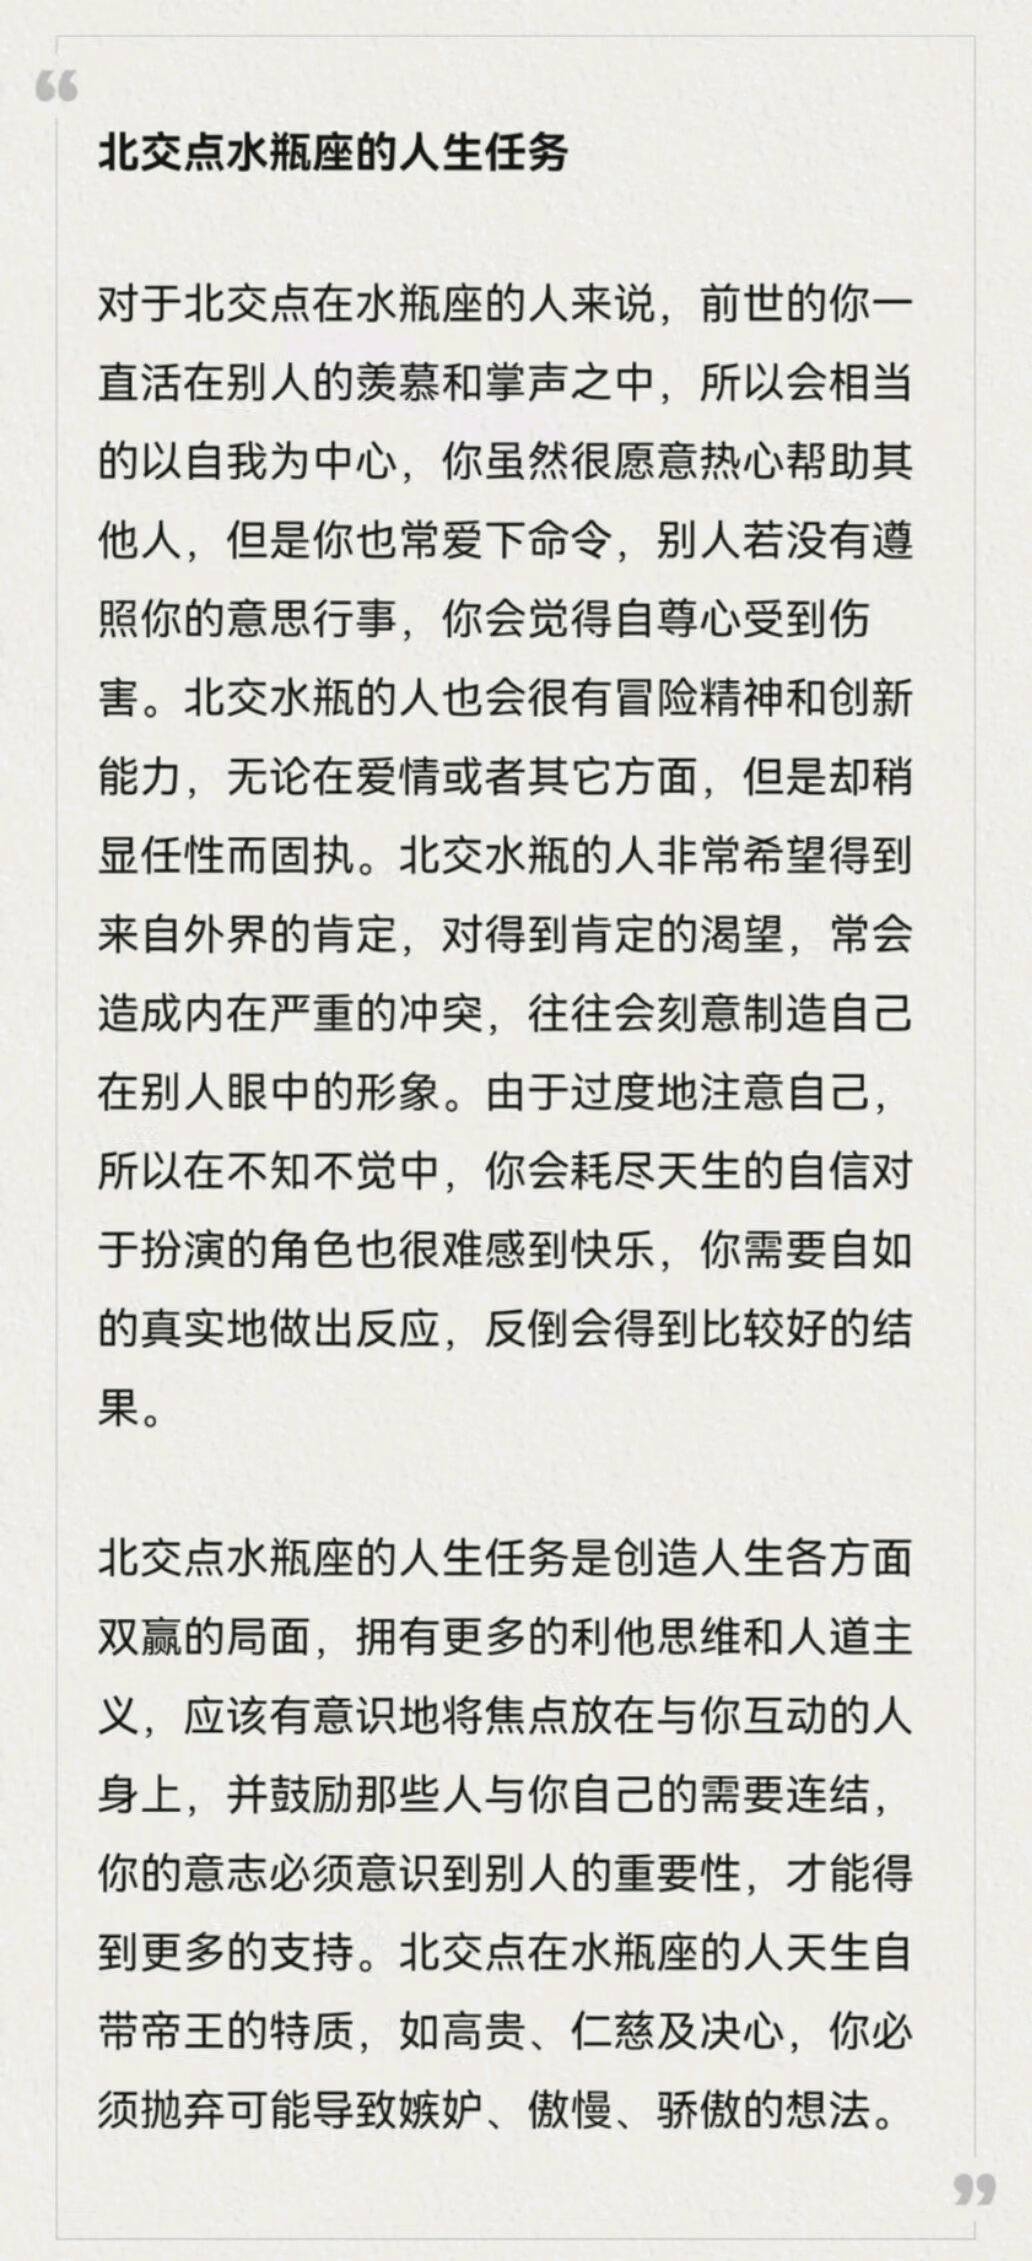 “
北交点水瓶座的人生任务
对于北交点在水瓶座的人来说，前世的你一
直活在别人的羡慕和掌声之中，所以会相当
的以自我为中心，你虽然很愿意热心帮助其
他人，但是你也常爱下命令，别人若没有遵
照你的意思行事，你会觉得自尊心受到伤
害。北交水瓶的人也会很有冒险精神和创新
能力，无论在爱情或者其它方面，但是却稍
显任性而固执。北交水瓶的人非常希望得到
来自外界的肯定，对得到肯定的渴望，常会
造成内在严重的冲突，往往会刻意制造自己
在别人眼中的形象。由于过度地注意自己，
所以在不知不觉中，你会耗尽天生的自信对
于扮演的角色也很难感到快乐，你需要自如
的真实地做出反应，反倒会得到比较好的结
果。
北交点水瓶座的人生任务是创造人生各方面
双赢的局面，拥有更多的利他思维和人道主
义，应该有意识地将焦点放在与你互动的人
身上，并鼓励那些人与你自己的需要连结，
你的意志必须意识到别人的重要性，才能得
到更多的支持。北交点在水瓶座的人天生自
带帝王的特质，如高贵、仁慈及决心，你必
须抛弃可能导致嫉妒、傲慢、骄傲的想法。
”